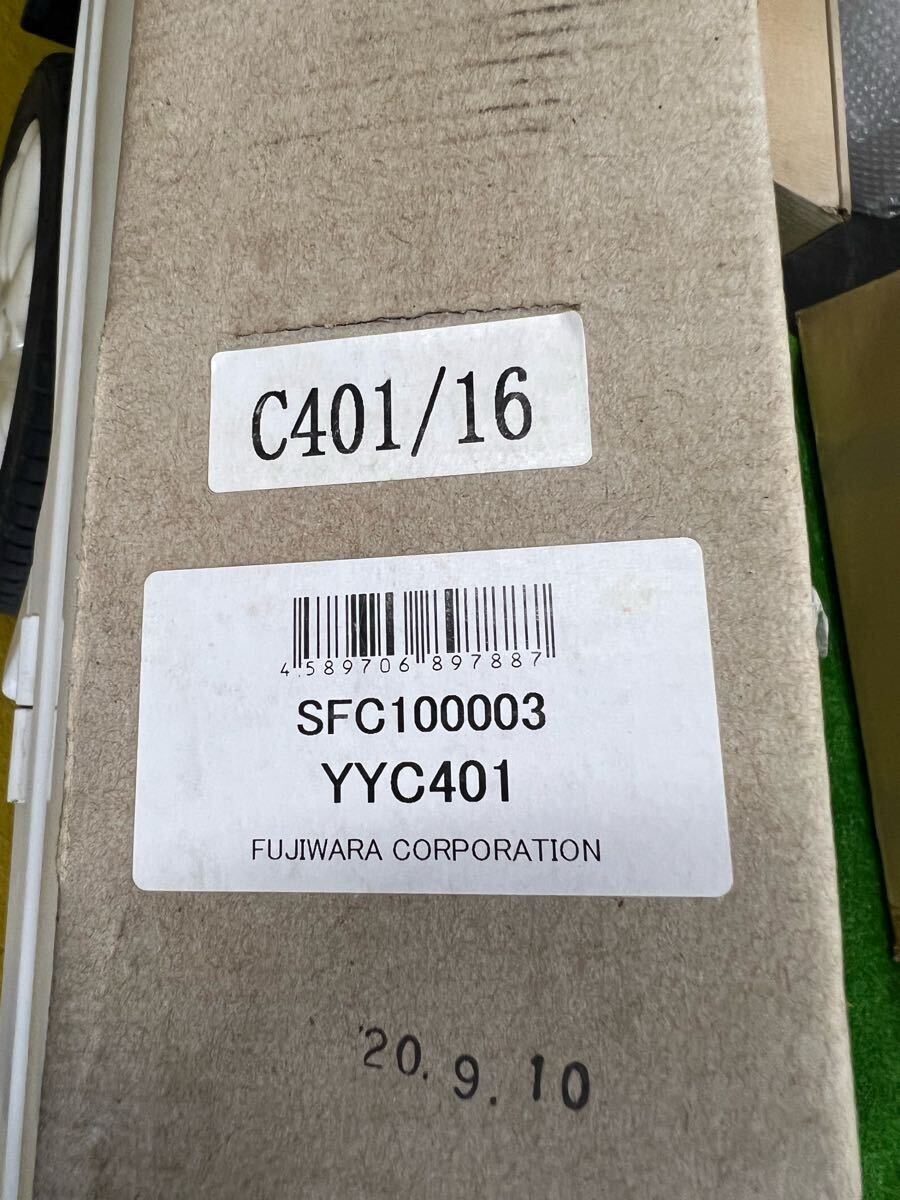 C401/16
4 589706 897887
SFC100003
YYC401
FUJIWARA CORPORATION
20.9.10